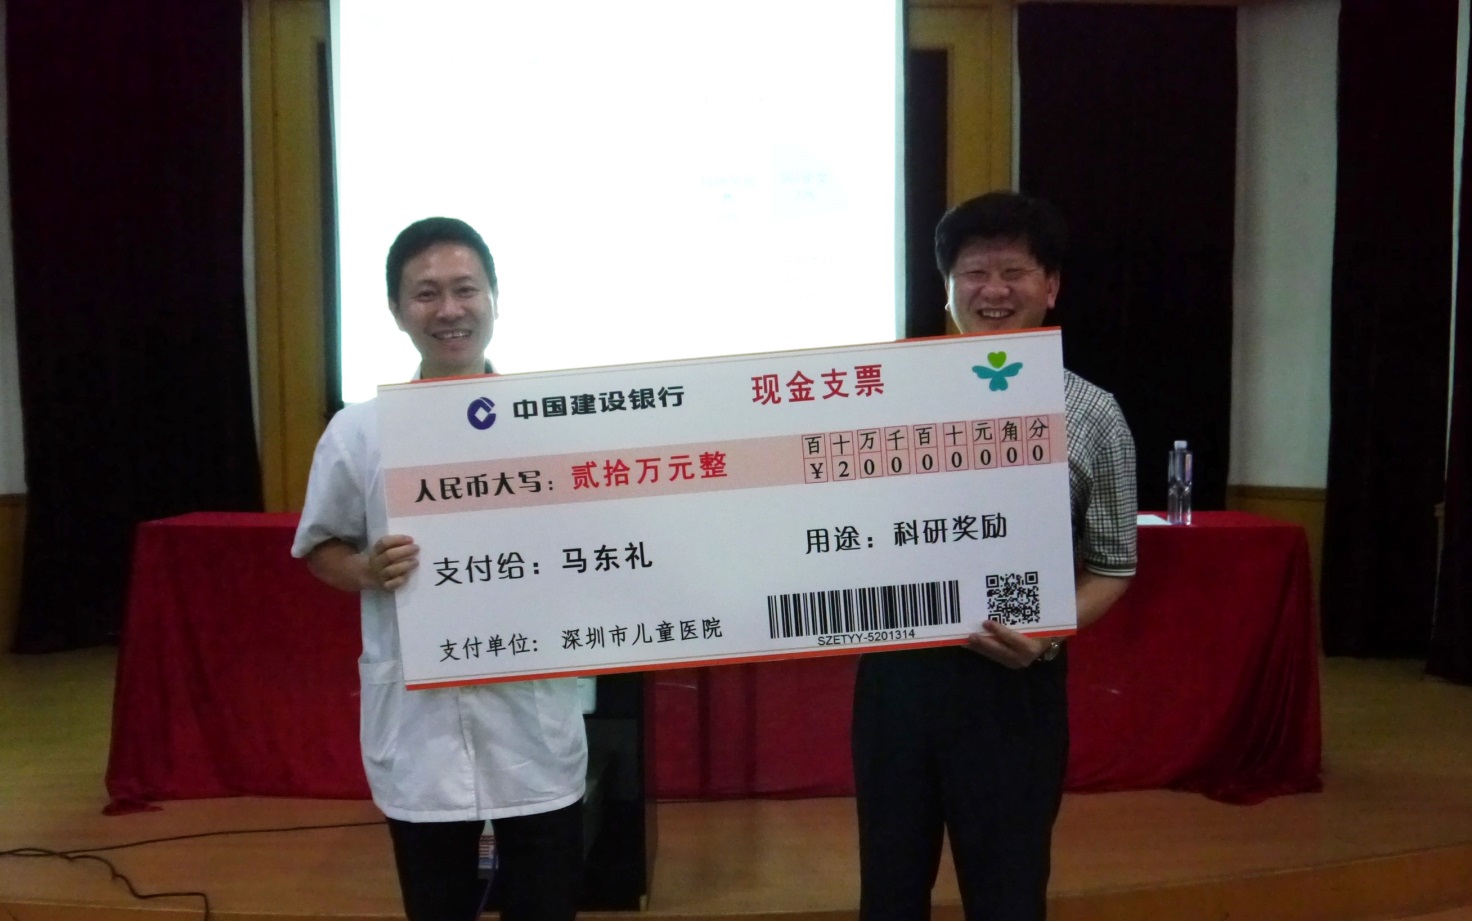 中国建设银行
现金支票
人民币大写：贰拾万元整
百十万千百十元角分
¥20000000
支付给：马东礼
用途：科研奖励
支付单位：深圳市儿童医院
SZETYY-5201314